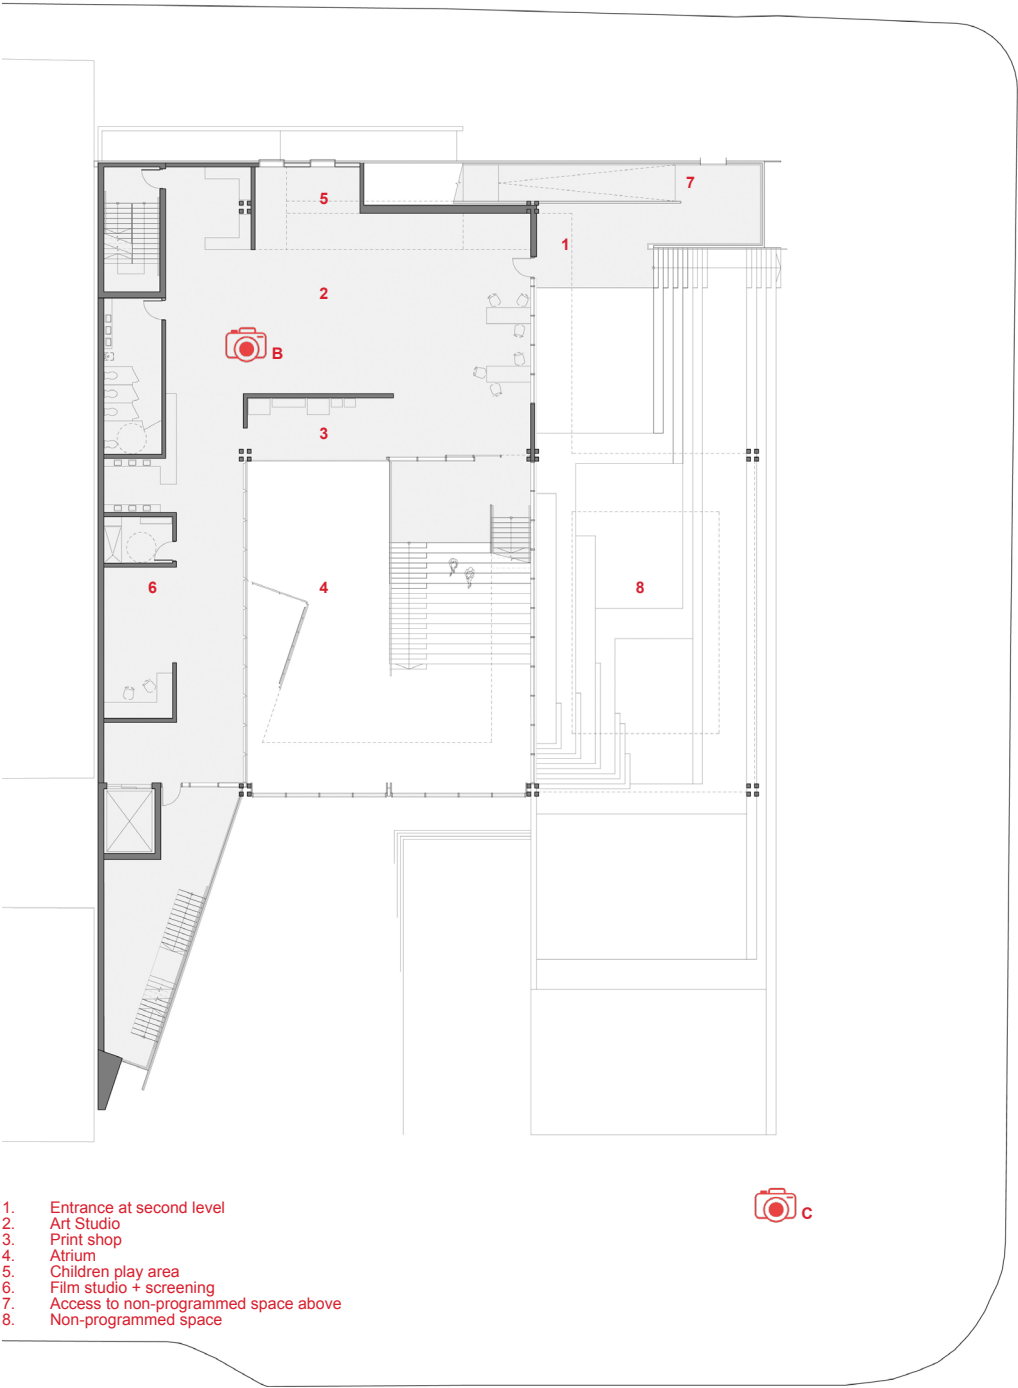 7
5
1
2
B
3
4
6
8
C
1. Entrance at second level
2. Art Studio
3. Print shop
4. Atrium
5. Children play area
6. Film studio + screening
7. Access to non-programmed space above
8. Non-programmed space